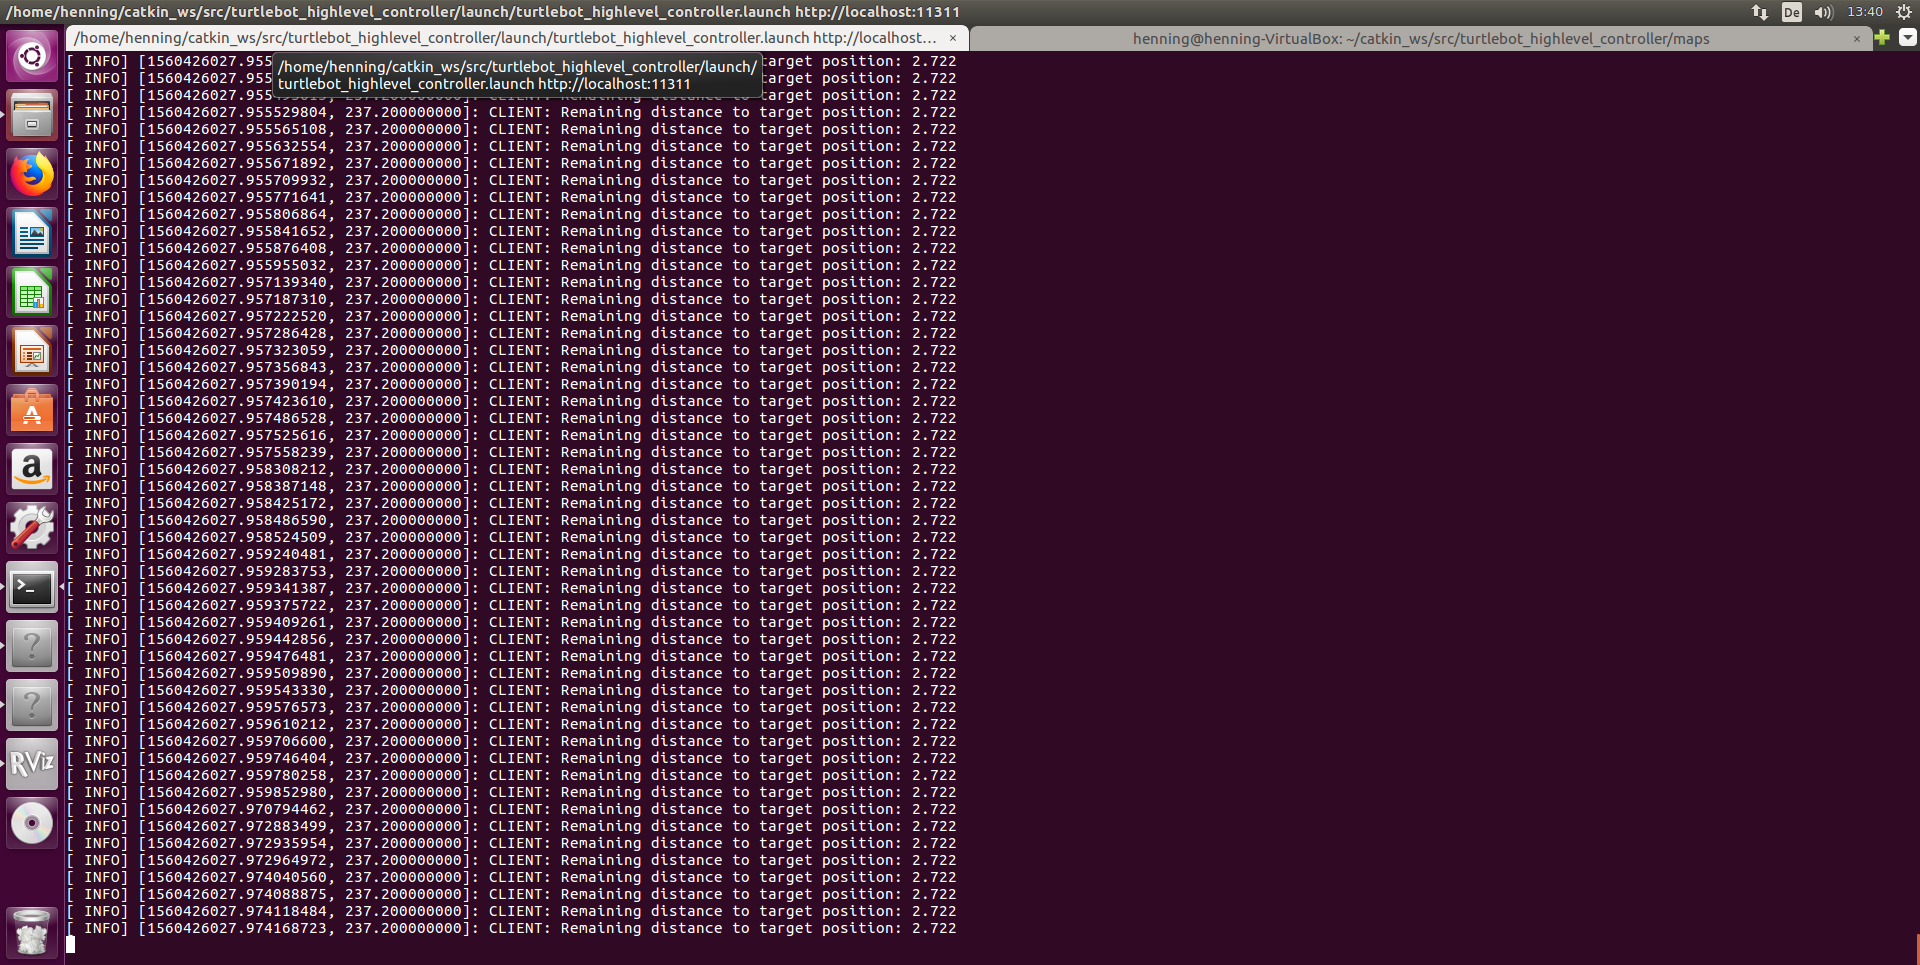 /home/henning/catkin_ws/src/turtlebot_highlevel_controller/launch/turtlebot_highlevel_controller.launch http://localhost:11311
De
13:40
/home/henning/catkin_ws/src/turtlebot_highlevel_controller/launch/turtlebot_highlevel_controller.launch http://localhost... ×
henning@henning-VirtualBox: ~/catkin_ws/src/turtlebot_highlevel_controller/maps ×
/home/henning/catkin_ws/src/turtlebot_highlevel_controller/launch/
turtlebot_highlevel_controller.launch http://localhost:11311
[ INFO] [1560426027.955 target position: 2.722
[ INFO] [1560426027.955 target position: 2.722
[ INFO] [1560426027.955 target position: 2.722
[ INFO] [1560426027.955529804, 237.200000000]: CLIENT: Remaining distance to target position: 2.722
[ INFO] [1560426027.955565108, 237.200000000]: CLIENT: Remaining distance to target position: 2.722
[ INFO] [1560426027.955632554, 237.200000000]: CLIENT: Remaining distance to target position: 2.722
[ INFO] [1560426027.955671892, 237.200000000]: CLIENT: Remaining distance to target position: 2.722
[ INFO] [1560426027.955709932, 237.200000000]: CLIENT: Remaining distance to target position: 2.722
[ INFO] [1560426027.955771641, 237.200000000]: CLIENT: Remaining distance to target position: 2.722
[ INFO] [1560426027.955806864, 237.200000000]: CLIENT: Remaining distance to target position: 2.722
[ INFO] [1560426027.955841652, 237.200000000]: CLIENT: Remaining distance to target position: 2.722
[ INFO] [1560426027.955876408, 237.200000000]: CLIENT: Remaining distance to target position: 2.722
[ INFO] [1560426027.955955032, 237.200000000]: CLIENT: Remaining distance to target position: 2.722
[ INFO] [1560426027.957139340, 237.200000000]: CLIENT: Remaining distance to target position: 2.722
[ INFO] [1560426027.957187310, 237.200000000]: CLIENT: Remaining distance to target position: 2.722
[ INFO] [1560426027.957222520, 237.200000000]: CLIENT: Remaining distance to target position: 2.722
[ INFO] [1560426027.957286428, 237.200000000]: CLIENT: Remaining distance to target position: 2.722
[ INFO] [1560426027.957323059, 237.200000000]: CLIENT: Remaining distance to target position: 2.722
[ INFO] [1560426027.957356843, 237.200000000]: CLIENT: Remaining distance to target position: 2.722
[ INFO] [1560426027.957390194, 237.200000000]: CLIENT: Remaining distance to target position: 2.722
[ INFO] [1560426027.957423610, 237.200000000]: CLIENT: Remaining distance to target position: 2.722
[ INFO] [1560426027.957486528, 237.200000000]: CLIENT: Remaining distance to target position: 2.722
[ INFO] [1560426027.957525616, 237.200000000]: CLIENT: Remaining distance to target position: 2.722
[ INFO] [1560426027.957558239, 237.200000000]: CLIENT: Remaining distance to target position: 2.722
[ INFO] [1560426027.958308212, 237.200000000]: CLIENT: Remaining distance to target position: 2.722
[ INFO] [1560426027.958387148, 237.200000000]: CLIENT: Remaining distance to target position: 2.722
[ INFO] [1560426027.958425172, 237.200000000]: CLIENT: Remaining distance to target position: 2.722
[ INFO] [1560426027.958486590, 237.200000000]: CLIENT: Remaining distance to target position: 2.722
[ INFO] [1560426027.958524509, 237.200000000]: CLIENT: Remaining distance to target position: 2.722
[ INFO] [1560426027.959240481, 237.200000000]: CLIENT: Remaining distance to target position: 2.722
[ INFO] [1560426027.959283753, 237.200000000]: CLIENT: Remaining distance to target position: 2.722
[ INFO] [1560426027.959341387, 237.200000000]: CLIENT: Remaining distance to target position: 2.722
[ INFO] [1560426027.959375722, 237.200000000]: CLIENT: Remaining distance to target position: 2.722
[ INFO] [1560426027.959409261, 237.200000000]: CLIENT: Remaining distance to target position: 2.722
[ INFO] [1560426027.959442856, 237.200000000]: CLIENT: Remaining distance to target position: 2.722
[ INFO] [1560426027.959476481, 237.200000000]: CLIENT: Remaining distance to target position: 2.722
[ INFO] [1560426027.959509890, 237.200000000]: CLIENT: Remaining distance to target position: 2.722
[ INFO] [1560426027.959543330, 237.200000000]: CLIENT: Remaining distance to target position: 2.722
[ INFO] [1560426027.959576573, 237.200000000]: CLIENT: Remaining distance to target position: 2.722
[ INFO] [1560426027.959610212, 237.200000000]: CLIENT: Remaining distance to target position: 2.722
[ INFO] [1560426027.959706600, 237.200000000]: CLIENT: Remaining distance to target position: 2.722
[ INFO] [1560426027.959746404, 237.200000000]: CLIENT: Remaining distance to target position: 2.722
[ INFO] [1560426027.959780258, 237.200000000]: CLIENT: Remaining distance to target position: 2.722
[ INFO] [1560426027.959852980, 237.200000000]: CLIENT: Remaining distance to target position: 2.722
[ INFO] [1560426027.970794462, 237.200000000]: CLIENT: Remaining distance to target position: 2.722
[ INFO] [1560426027.972883499, 237.200000000]: CLIENT: Remaining distance to target position: 2.722
[ INFO] [1560426027.972935954, 237.200000000]: CLIENT: Remaining distance to target position: 2.722
[ INFO] [1560426027.972964972, 237.200000000]: CLIENT: Remaining distance to target position: 2.722
[ INFO] [1560426027.974040560, 237.200000000]: CLIENT: Remaining distance to target position: 2.722
[ INFO] [1560426027.974088875, 237.200000000]: CLIENT: Remaining distance to target position: 2.722
[ INFO] [1560426027.974118484, 237.200000000]: CLIENT: Remaining distance to target position: 2.722
[ INFO] [1560426027.974168723, 237.200000000]: CLIENT: Remaining distance to target position: 2.722
a
>_
?
?
RViz